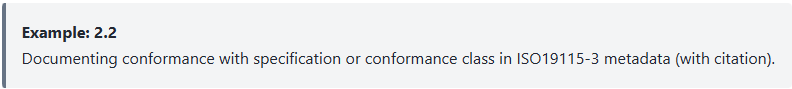 Example: 2.2
Documenting conformance with specification or conformance class in ISO19115-3 metadata (with citation).